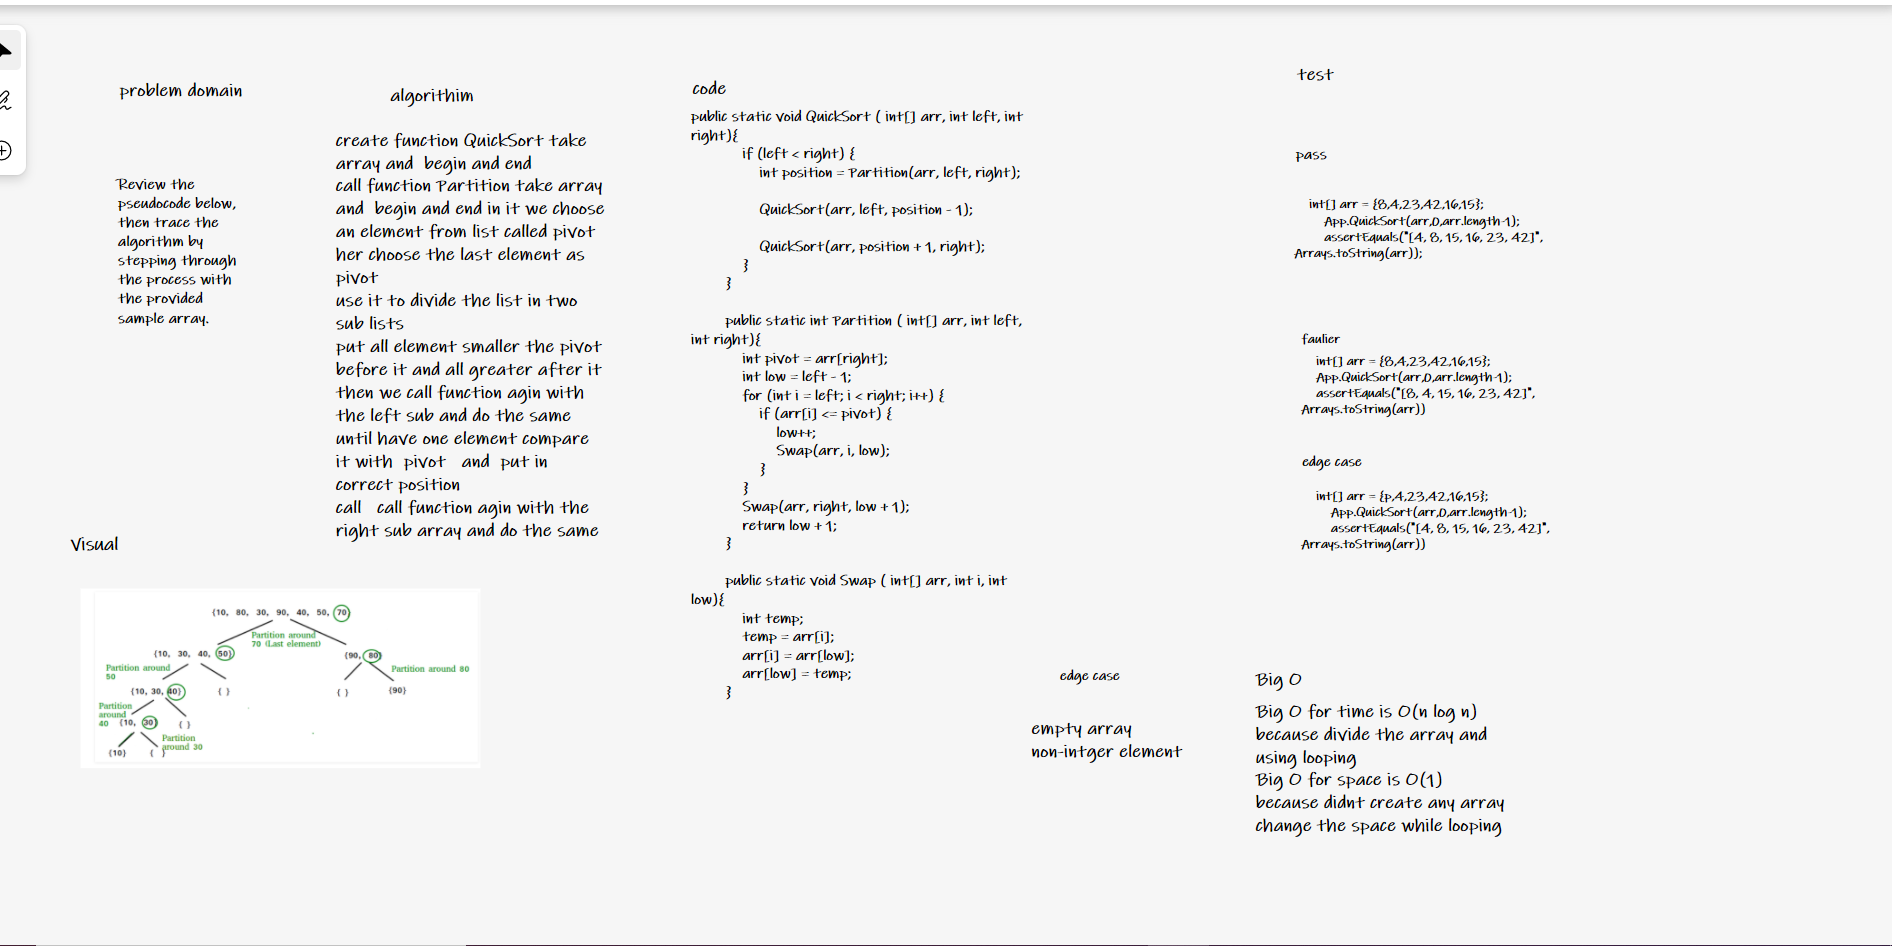 problem domain
Review the
pseudocode below,
then trace the
algorithm by
stepping through
the process with
the provided
sample array.
algorithim
create function QuickSort take
array and begin and end
call function Partition take array
and begin and end in it we choose
an element from list called pivot
her choose the last element as
pivot
use it to divide the list in two
sub lists
put all element smaller the pivot
before it and all greater after it
then we call function agin with
the left sub and do the same
until have one element compare
it with pivot and put in
correct position
call call function agin with the
right sub array and do the same
Visual
{10, 80, 30, 90, 40, 50, 70}
Partition around
70 (Last element)
{10, 30, 40, 50}
{90, 80}
Partition around
50
Partition around 80
{10, 30, 40}
{ }
{ }
{90}
Partition
around
40
{10, 30}
{ }
Partition
around 30
{10}
{ }
code
public static void QuickSort ( int[] arr, int left, int
right){
if (left < right) {
int position = Partition(arr, left, right);
QuickSort(arr, left, position - 1);
QuickSort(arr, position + 1, right);
}
}
public static int Partition ( int[] arr, int left,
int right){
int pivot = arr[right];
int low = left - 1;
for (int i = left; i < right; i++) {
if (arr[i] <= pivot) {
low++;
Swap(arr, i, low);
}
}
Swap(arr, right, low + 1);
return low + 1;
}
public static void Swap ( int[] arr, int i, int
low){
int temp;
temp = arr[i];
arr[i] = arr[low];
arr[low] = temp;
}
test
pass
int[] arr = {8,4,23,42,16,15};
App.QuickSort(arr,0,arr.length-1);
assertEquals("[4, 8, 15, 16, 23, 42]",
Arrays.toString(arr));
faulier
int[] arr = {8,4,23,42,16,15};
App.QuickSort(arr,0,arr.length-1);
assertEquals("[8, 4, 15, 16, 23, 42]",
Arrays.toString(arr))
edge case
int[] arr = {p,4,23,42,16,15};
App.QuickSort(arr,0,arr.length-1);
assertEquals("[4, 8, 15, 16, 23, 42]",
Arrays.toString(arr))
edge case
empty array
non-intger element
Big O
Big O for time is O(n log n)
because divide the array and
using looping
Big O for space is O(1)
because didnt create any array
change the space while looping